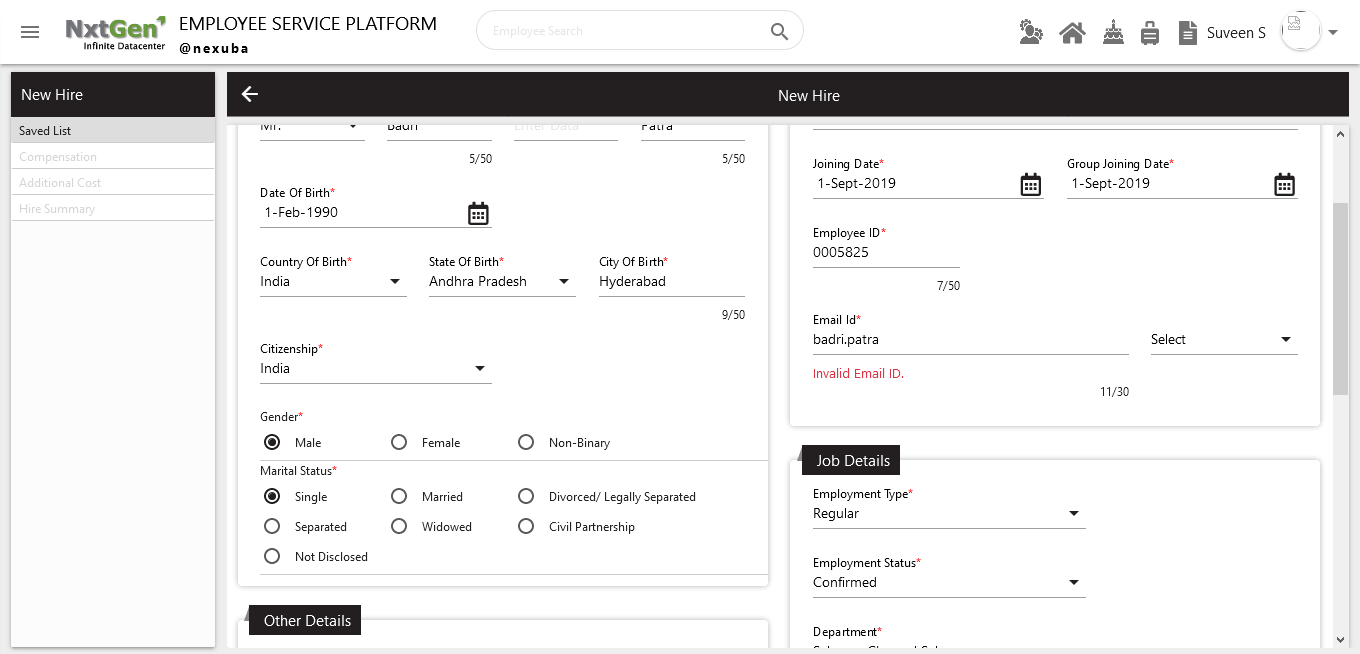 NxtGen
Infinite Datacenter
EMPLOYEE SERVICE PLATFORM
@nexuba
Employee Search
Suveen S
New Hire
Saved List
Compensation
Additional Cost
Hire Summary
New Hire
Mr.
Badri
Enter Data
Patra
5/50
5/50
Date Of Birth*
1-Feb-1990
Country Of Birth*
State Of Birth*
City Of Birth*
India
Andhra Pradesh
Hyderabad
9/50
Citizenship*
India
Gender*
Male
Female
Non-Binary
Marital Status*
Single
Married
Divorced/ Legally Separated
Separated
Widowed
Civil Partnership
Not Disclosed
Other Details
Joining Date*
Group Joining Date*
1-Sept-2019
1-Sept-2019
Employee ID*
0005825
7/50
Email Id*
badri.patra
Select
Invalid Email ID.
11/30
Job Details
Employment Type*
Regular
Employment Status*
Confirmed
Department*